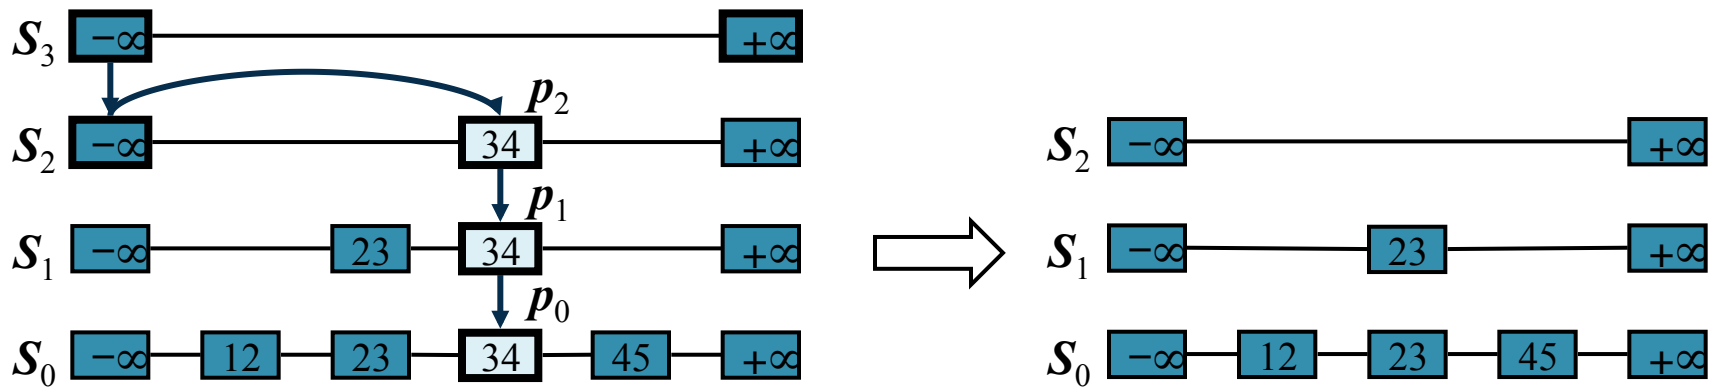 S3 −∞ +∞
p2
S2 −∞ 34 +∞
p1
S1 −∞ 23 34 +∞
p0
S0 −∞ 12 23 34 45 +∞
S2 −∞ +∞
S1 −∞ 23 +∞
S0 −∞ 12 23 45 +∞